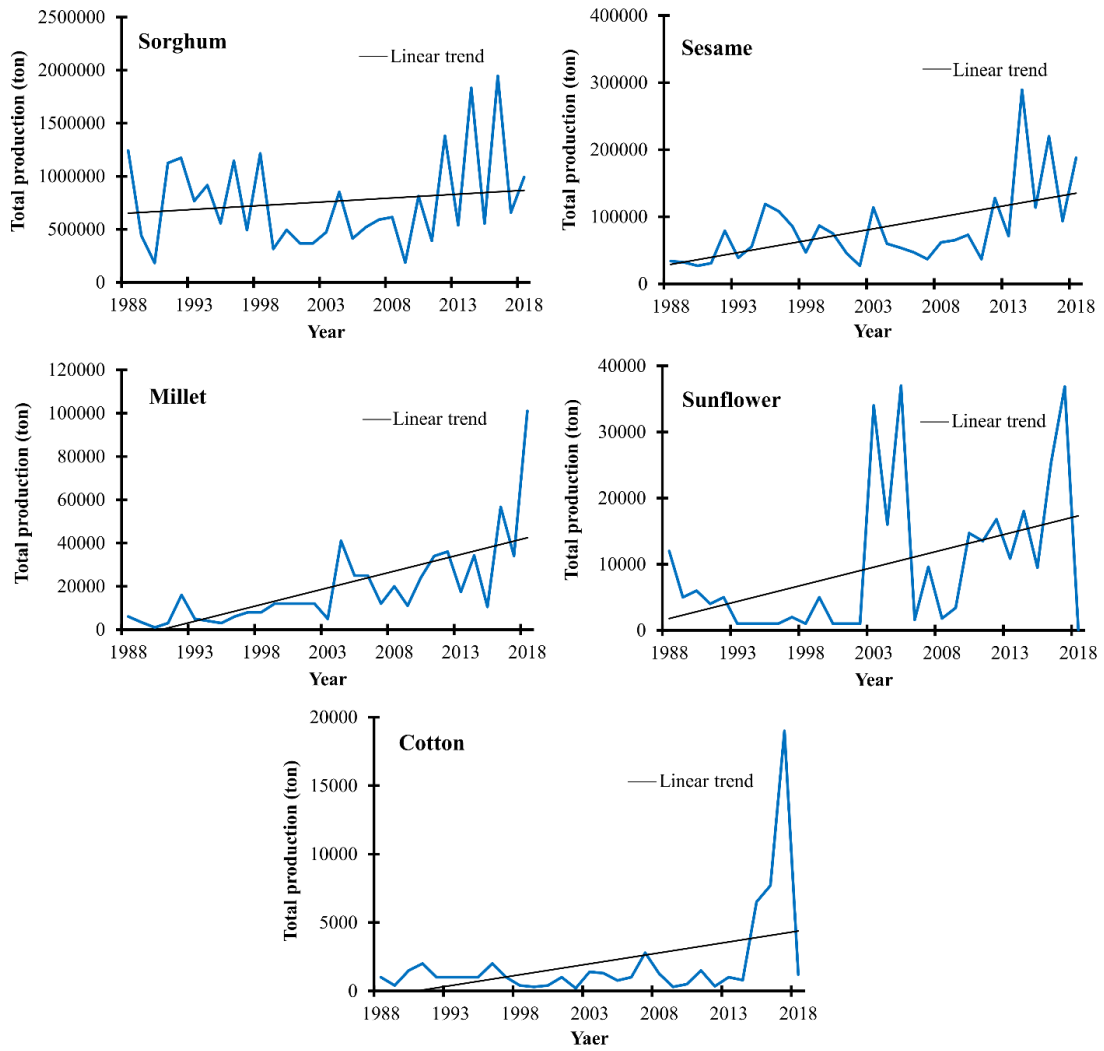 Sorghum
Linear trend
Total production (ton)
2500000
2000000
1500000
1000000
500000
0
1988 1993 1998 2003 2008 2013 2018
Year
Sesame
Linear trend
Total production (ton)
400000
300000
200000
100000
0
1988 1993 1998 2003 2008 2013 2018
Year
Millet
Linear trend
Total production (ton)
120000
100000
80000
60000
40000
20000
0
1988 1993 1998 2003 2008 2013 2018
Year
Sunflower
Linear trend
Total production (ton)
40000
30000
20000
10000
0
1988 1993 1998 2003 2008 2013 2018
Year
Cotton
Linear trend
Total production (ton)
20000
15000
10000
5000
0
1988 1993 1998 2003 2008 2013 2018
Yaer